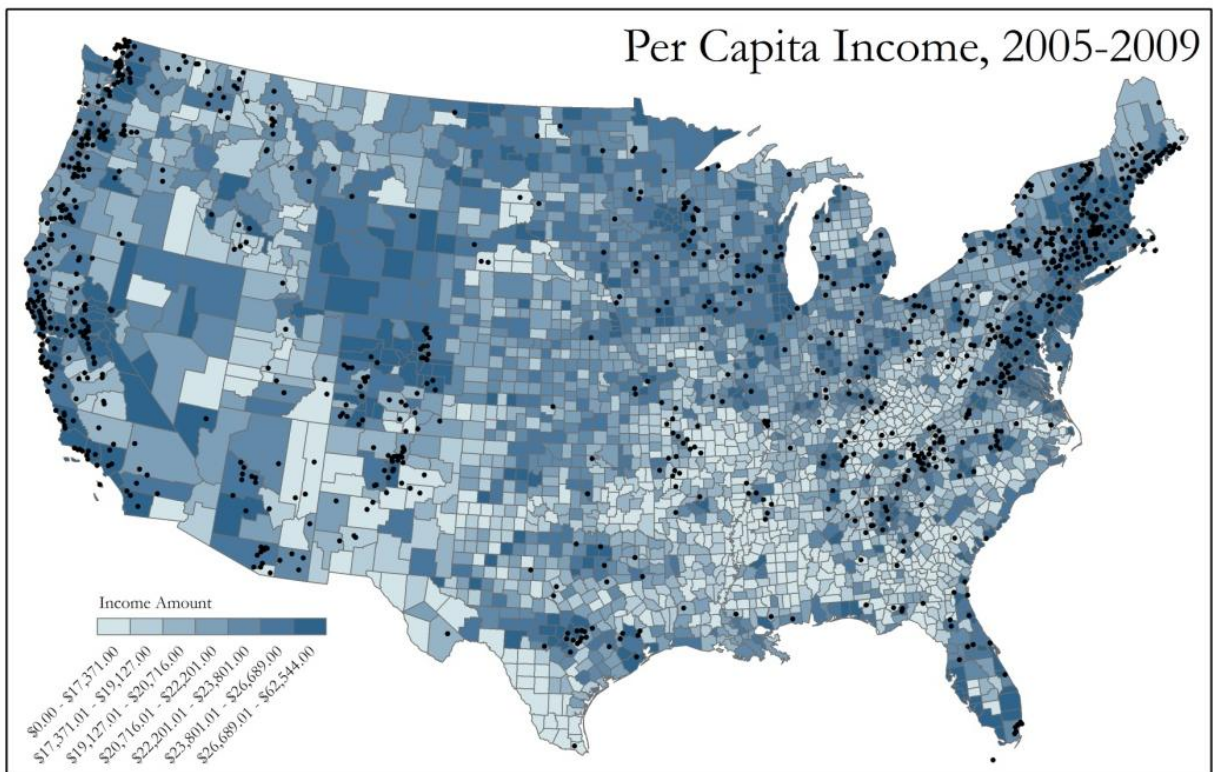 Per Capita Income, 2005-2009
Income Amount
$0.00 - $17,371.00
$17,371.01 - $19,127.00
$19,127.01 - $20,716.00
$20,716.01 - $22,201.00
$22,201.01 - $23,801.00
$23,801.01 - $26,689.00
$26,689.01 - $62,544.00